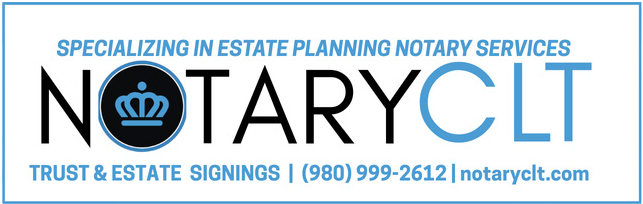 SPECIALIZING IN ESTATE PLANNING NOTARY SERVICES
NOTARYCLT
TRUST & ESTATE SIGNINGS | (980) 999-2612 | notaryclt.com